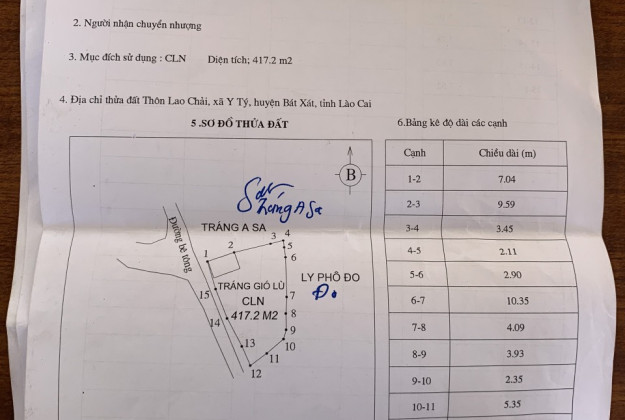 2. Người nhận chuyển nhượng
3. Mục đích sử dụng : CLN Diện tích; 417.2 m2
4. Địa chỉ thửa đất Thôn Lao Chải, xã Y Tý, huyện Bát Xát, tỉnh Lào Cai
5 .SƠ ĐỒ THỬA ĐẤT
B
TRÁNG A SA
Đường bê tông
1
2
3
4
5
6
LY PHÔ ĐO
TRÁNG GIÓ LÙ
CLN
417.2 M2
15
14
13
12
11
10
9
8
7
6.Bảng kê độ dài các cạnh
Cạnh Chiều dài (m)
1-2 7.04
2-3 9.59
3-4 3.45
4-5 2.11
5-6 2.90
6-7 10.35
7-8 4.09
8-9 3.93
9-10 2.35
10-11 5.35